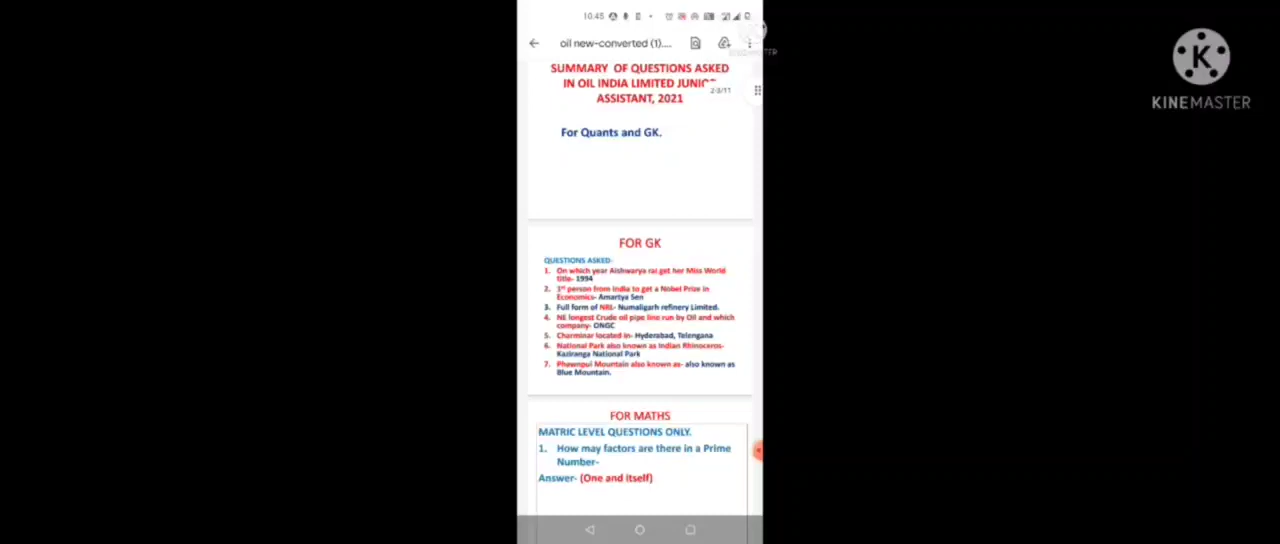 10.45
oil new-converted (1)....
KINEMASTER
SUMMARY OF QUESTIONS ASKED
IN OIL INDIA LIMITED JUNIOR
ASSISTANT, 2021
2-3/11
For Quants and GK.
FOR GK
QUESTIONS ASKED-
1. On which year Aishwarya rai get her Miss World
title- 1994
2. 1st person from India to get a Nobel Prize in
Economics- Amartya Sen
3. Full form of NRL- Numaligarh refinery Limited.
4. NE longest Crude oil pipe line run by Oil and which
company- ONGC
5. Charminar located in- Hyderabad, Telengana
6. National Park also known as Indian Rhinoceros-
Kaziranga National Park
7. Phawnpui Mountain also known as- also known as
Blue Mountain.
FOR MATHS
MATRIC LEVEL QUESTIONS ONLY.
1. How may factors are there in a Prime
Number-
Answer- (One and itself)
K
KINEMASTER